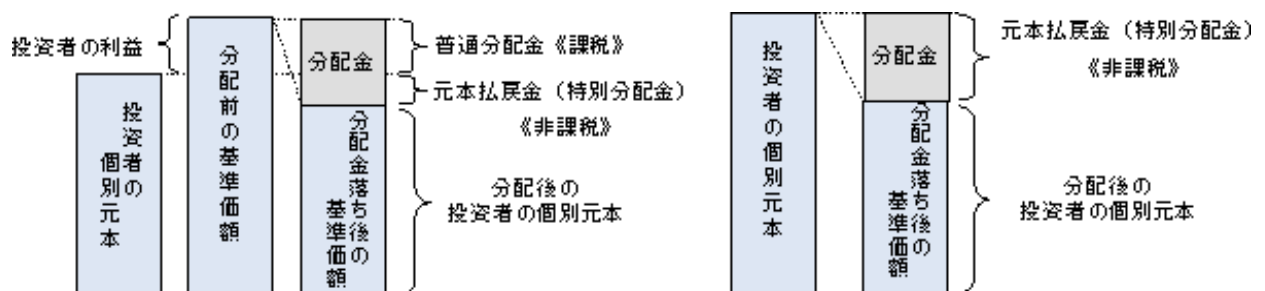 投資者の利益
投資者の
個別元本
分配前の基準価額
分配金
分配金落ち後の
基準価額
普通分配金《課税》
元本払戻金（特別分配金）
《非課税》
分配後の
投資者の個別元本
投資者の個別元本
分配金
分配金落ち後の
基準価額
元本払戻金（特別分配金）
《非課税》
分配後の
投資者の個別元本